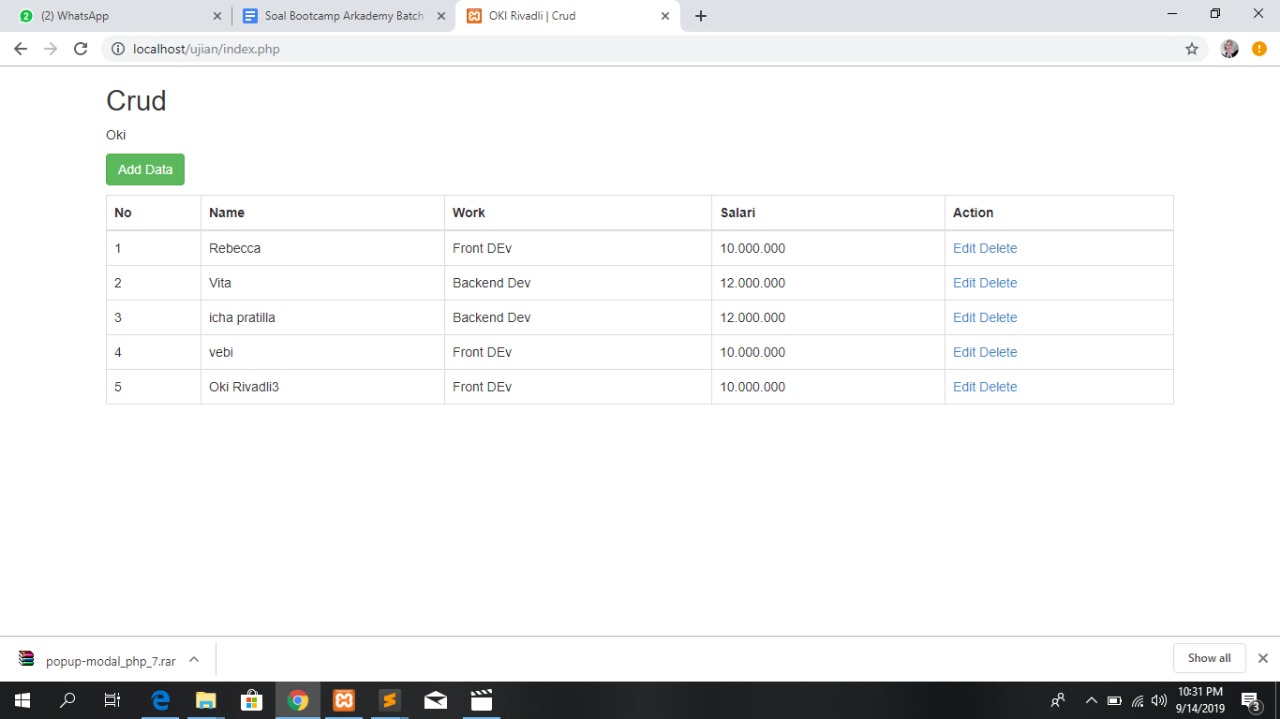 2 (2) WhatsApp Soal Bootcamp Arkademy Batch OKI Rivadli | Crud
localhost/ujian/index.php
Crud
Oki
Add Data
No Name Work Salari Action
1 Rebecca Front DEv 10.000.000 Edit Delete
2 Vita Backend Dev 12.000.000 Edit Delete
3 icha pratilla Backend Dev 12.000.000 Edit Delete
4 vebi Front DEv 10.000.000 Edit Delete
5 Oki Rivadli3 Front DEv 10.000.000 Edit Delete
popup-modal_php_7.rar Show all
10:31 PM
9/14/2019 3